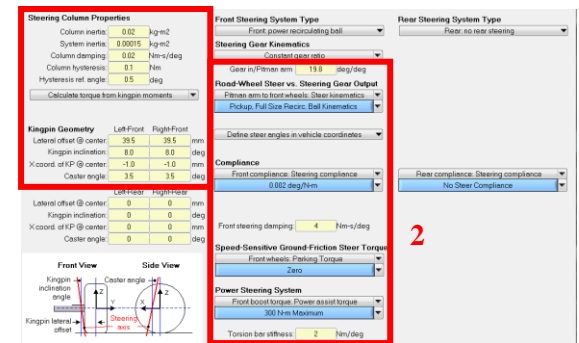 Steering Column Properties
Column inertia: 0.02 kg-m2
System inertia: 0.00015 kg-m2
Column damping: 0.02 Nm-s/deg
Column hysteresis: 0.1 Nm
Hysteresis ref. angle: 0.5 deg
Calculate torque from kingpin moments
Kingpin Geometry Left-Front Right-Front
Lateral offset @ center: 39.5 39.5 mm
Kingpin inclination: 8.0 8.0 deg
X coord. of KP @ center: -1.0 -1.0 mm
Caster angle: 3.5 3.5 deg
Left-Rear Right-Rear
Lateral offset @ center: 0 0 mm
Kingpin inclination: 0 0 deg
X coord. of KP @ center: 0 0 mm
Caster angle: 0 0 deg
Front View Side View
Kingpin inclination angle
Caster angle
Z
Z
Y
X
Kingpin lateral offset
Steering axis
Front Steering System Type
Front: power recirculating ball
Steering Gear Kinematics
Constant gear ratio
Gear in/Pitman arm 19.0 deg/deg
Road-Wheel Steer vs. Steering Gear Output
Pitman arm to front wheels: Steer kinematics
Pickup, Full Size Recirc. Ball Kinematics
Define steer angles in vehicle coordinates
Compliance
Front compliance: Steering compliance
0.002 deg/N-m
Front steering damping: 4 Nm-s/deg
Speed-Sensitive Ground-Friction Steer Torque
Front wheels: Parking Torque
Zero
Power Steering System
Front boost torque: Power assist torque
300 N-m Maximum
Torsion bar stiffness: 2 Nm/deg
2
Rear Steering System Type
Rear: no rear steering
Rear compliance: Steering compliance
No Steer Compliance